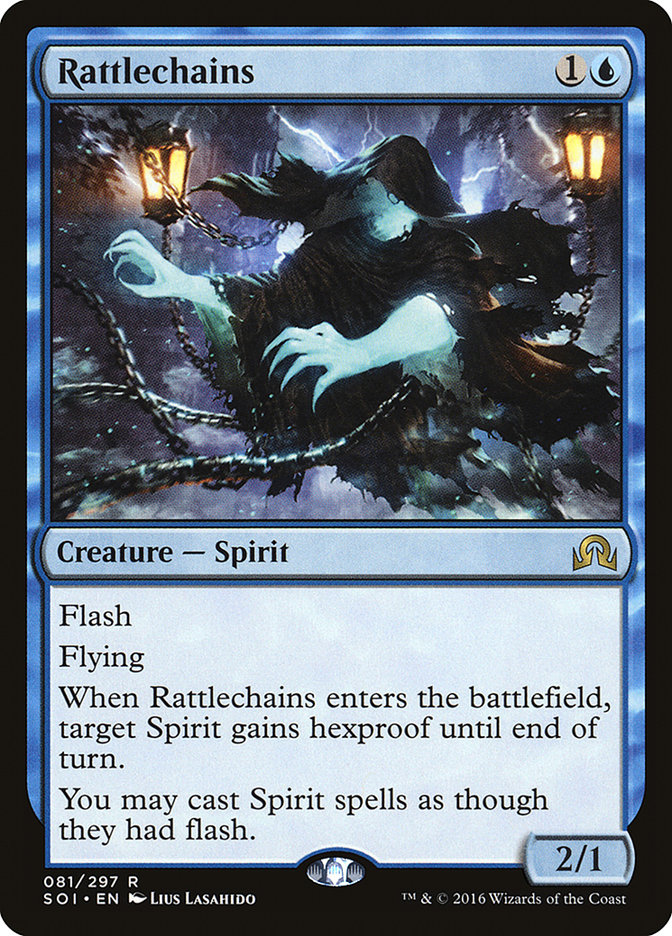 Rattlechains 1
Creature — Spirit
Flash
Flying
When Rattlechains enters the battlefield,
target Spirit gains hexproof until end of
turn.
You may cast Spirit spells as though
they had flash.
2/1
081/297 R
SOI • EN Lius Lasahido
™ & © 2016 Wizards of the Coast